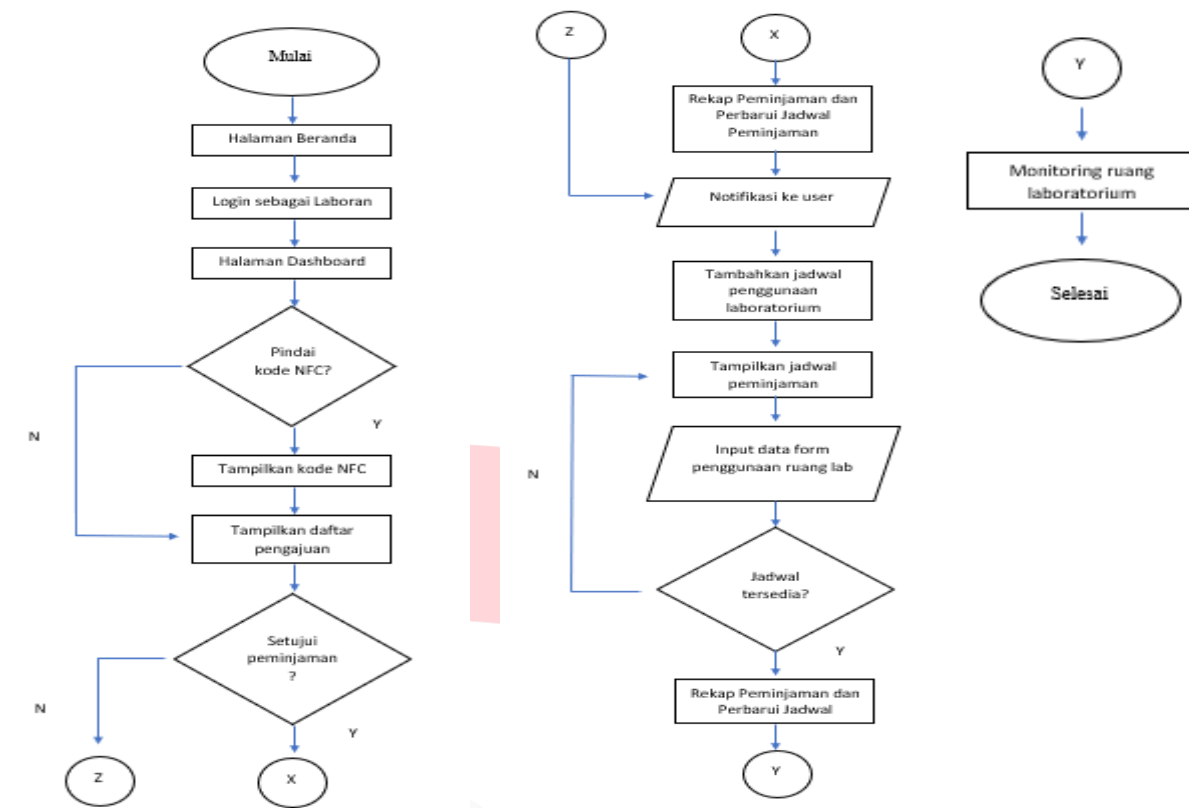 Mulai
Halaman Beranda
Login sebagai Laboran
Halaman Dashboard
Pindai
kode NFC?
N
Y
Tampilkan kode NFC
Tampilkan daftar
pengajuan
Setujui
peminjaman
?
N
Y
Z
X
Z
X
Rekap Peminjaman dan
Perbarui Jadwal
Peminjaman
Notifikasi ke user
Tambahkan jadwal
penggunaan
laboratorium
Tampilkan jadwal
peminjaman
Input data form
penggunaan ruang lab
N
Jadwal
tersedia?
Y
Rekap Peminjaman dan
Perbarui Jadwal
Y
Y
Monitoring ruang
laboratorium
Selesai